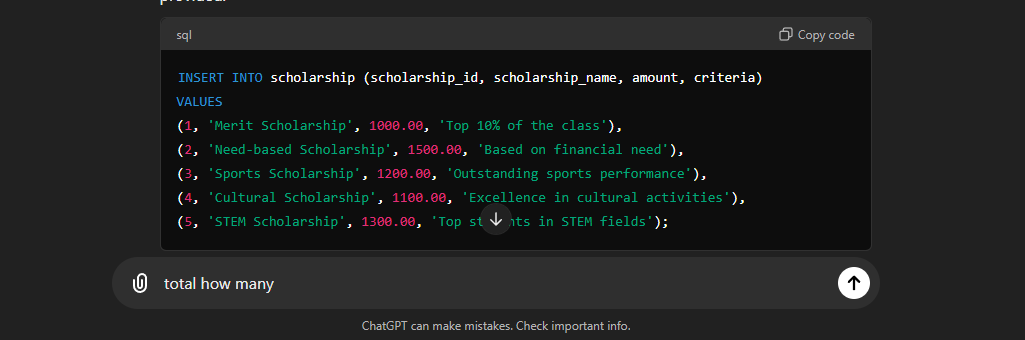 sql
Copy code
INSERT INTO scholarship (scholarship_id, scholarship_name, amount, criteria)
VALUES
(1, 'Merit Scholarship', 1000.00, 'Top 10% of the class'),
(2, 'Need-based Scholarship', 1500.00, 'Based on financial need'),
(3, 'Sports Scholarship', 1200.00, 'Outstanding sports performance'),
(4, 'Cultural Scholarship', 1100.00, 'Excellence in cultural activities'),
(5, 'STEM Scholarship', 1300.00, 'Top in STEM fields');
total how many
ChatGPT can make mistakes. Check important info.